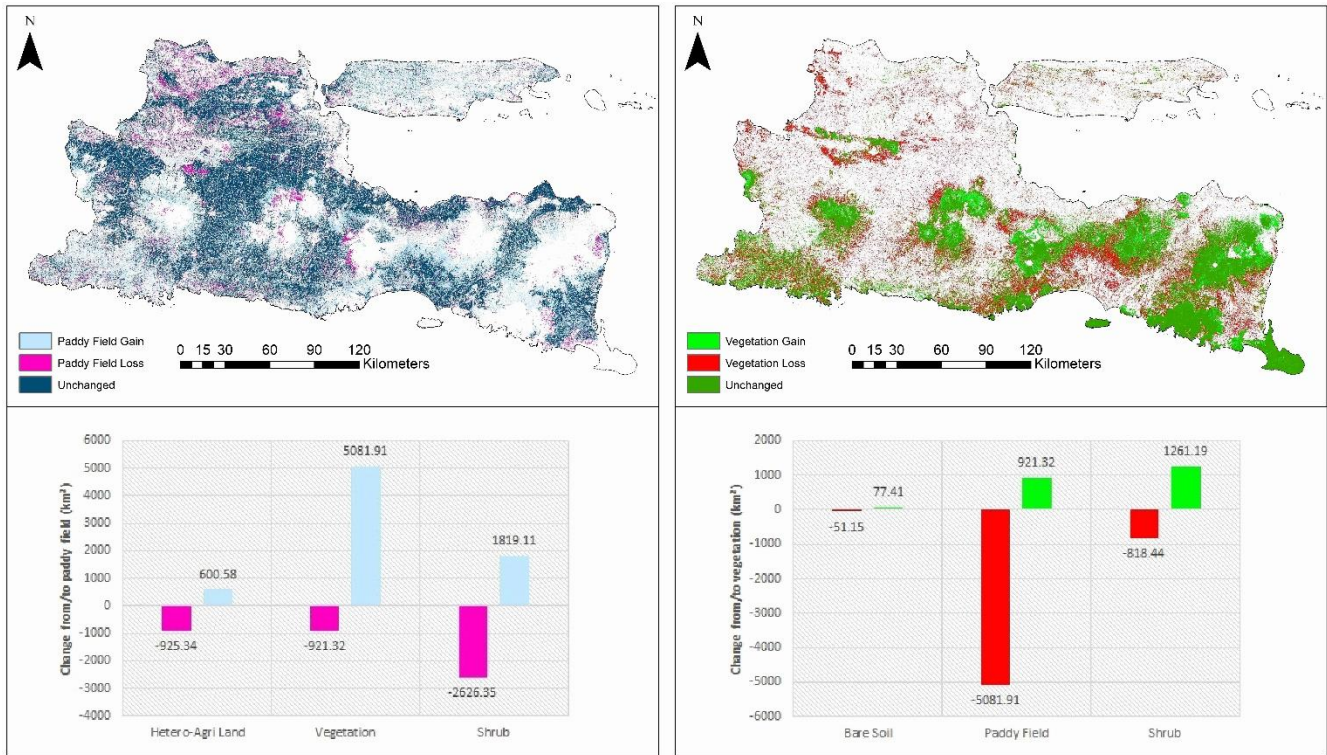 N
Paddy Field Gain
Paddy Field Loss
Unchanged
0 15 30 60 90 120
Kilometers
6000
5000
4000
3000
2000
1000
0
-1000
-2000
-3000
-4000
Change from/to paddy field (km²)
600.58
-925.34
5081.91
-921.32
1819.11
-2626.35
Hetero-Agri Land Vegetation Shrub
N
Vegetation Gain
Vegetation Loss
Unchanged
0 15 30 60 90 120
Kilometers
2000
1000
0
-1000
-2000
-3000
-4000
-5000
-6000
Change from/to vegetation (km²)
77.41
-51.15
921.32
-5081.91
1261.19
-818.44
Bare Soil Paddy Field Shrub